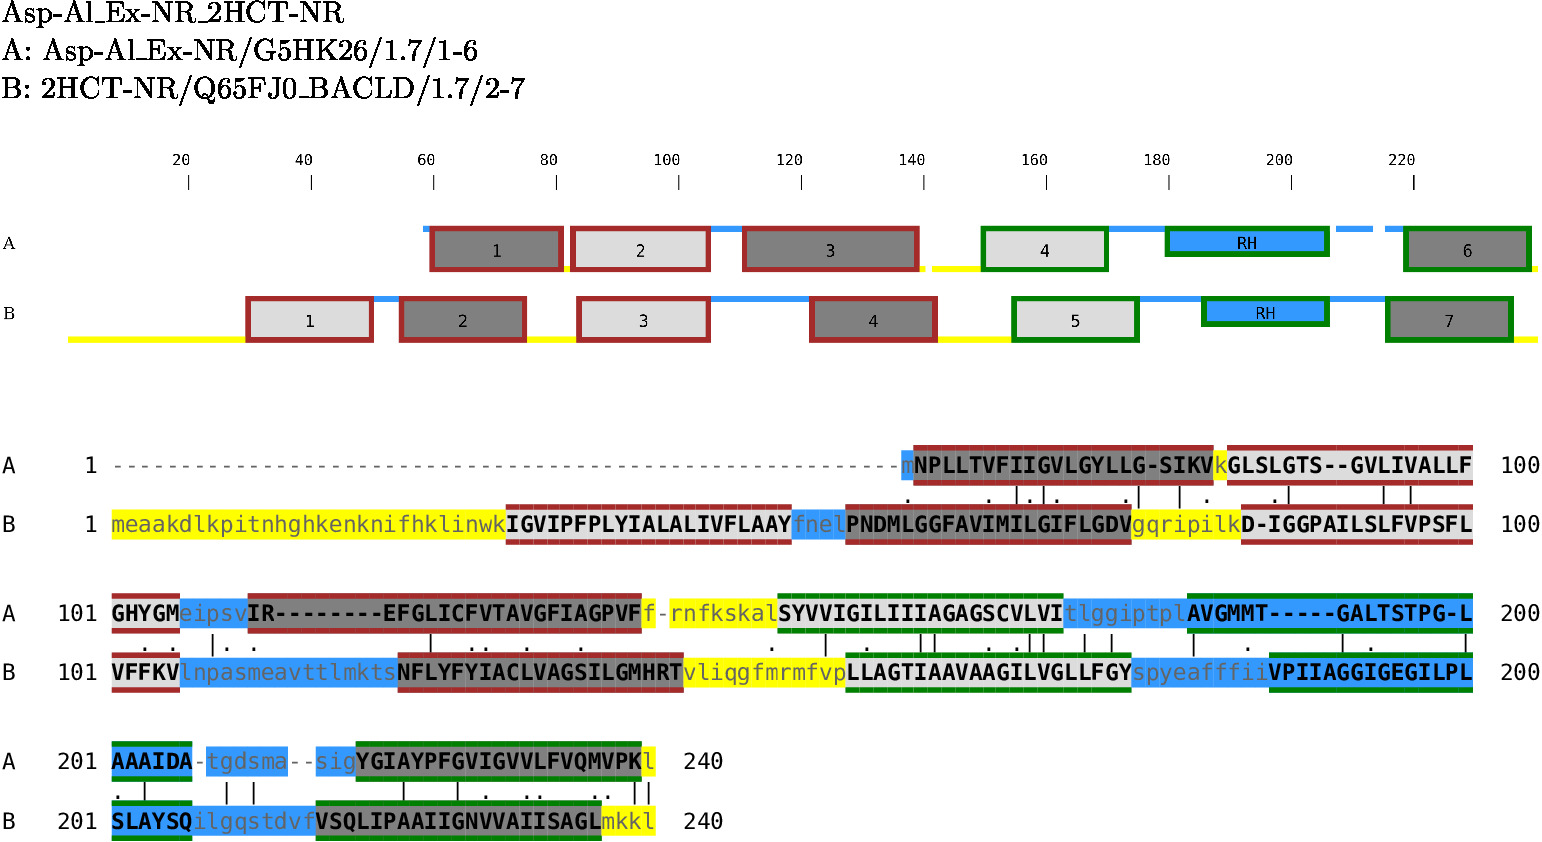 Asp-Al_Ex-NR_2HCT-NR
A: Asp-Al_Ex-NR/G5HK26/1.7/1-6
B: 2HCT-NR/Q65FJ0_BACLD/1.7/2-7
20 40 60 80 100 120 140 160 180 200 220
A 1 2 3 4 RH 6
B 1 2 3 4 5 RH 7
A 1 ----------------------------------------------------------mNPLLTVFIIGVLGYLLG-SIKVkGLSLGTS--GVLIVALLF 100
B 1 meaakdlkpitnhghkenknifhklinwkIGVIPFPLYIALALIVFLAAYfnelPNDMLGGFAVIMILGIFLGDVgqripilkD-IGGPAILSLFVPSFL 100
A 101 GHYGMeipsvIR--------EFGLICFVTAVGFIAGPVFf-rnfkskalSYVVIGILIIIAGAGSCVLVItlggiptplAVGMMT-----GALTSTPG-L 200
B 101 VFFKVlnpasmeavttlmktsNFLYFYIACLVAGSILGMHRTvliqgfmrmfvpLLAGTIAAVAAGILVGLLFGYspyeafffiiVPIIAGGIGEGILPL 200
A 201 AAAIDA-tgdsma--sigYGIAYPFGVIGVVLFVQMVPKl 240
B 201 SLAYSQilgqstdvfVSQLIPAAIIGNVVAIISAGLmkkl 240